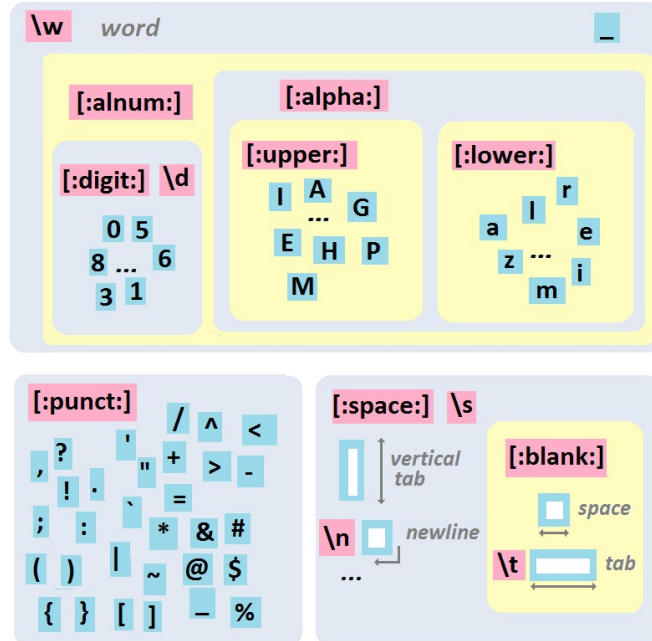 \w word _
[:alnum:]
[:alpha:]
[:digit:] \d
0 5
8 ... 6
3 1
[:upper:]
I A G
...
E H P
M
[:lower:]
r
a l e
z ... i
m
[:punct:]
/ ^ <
, ? ' " + > -
! . ` =
; : * & #
( ) | ~ @ $
{ } [ ] _ %
[:space:] \s
vertical
tab
\n newline
...
[:blank:]
space
\t tab